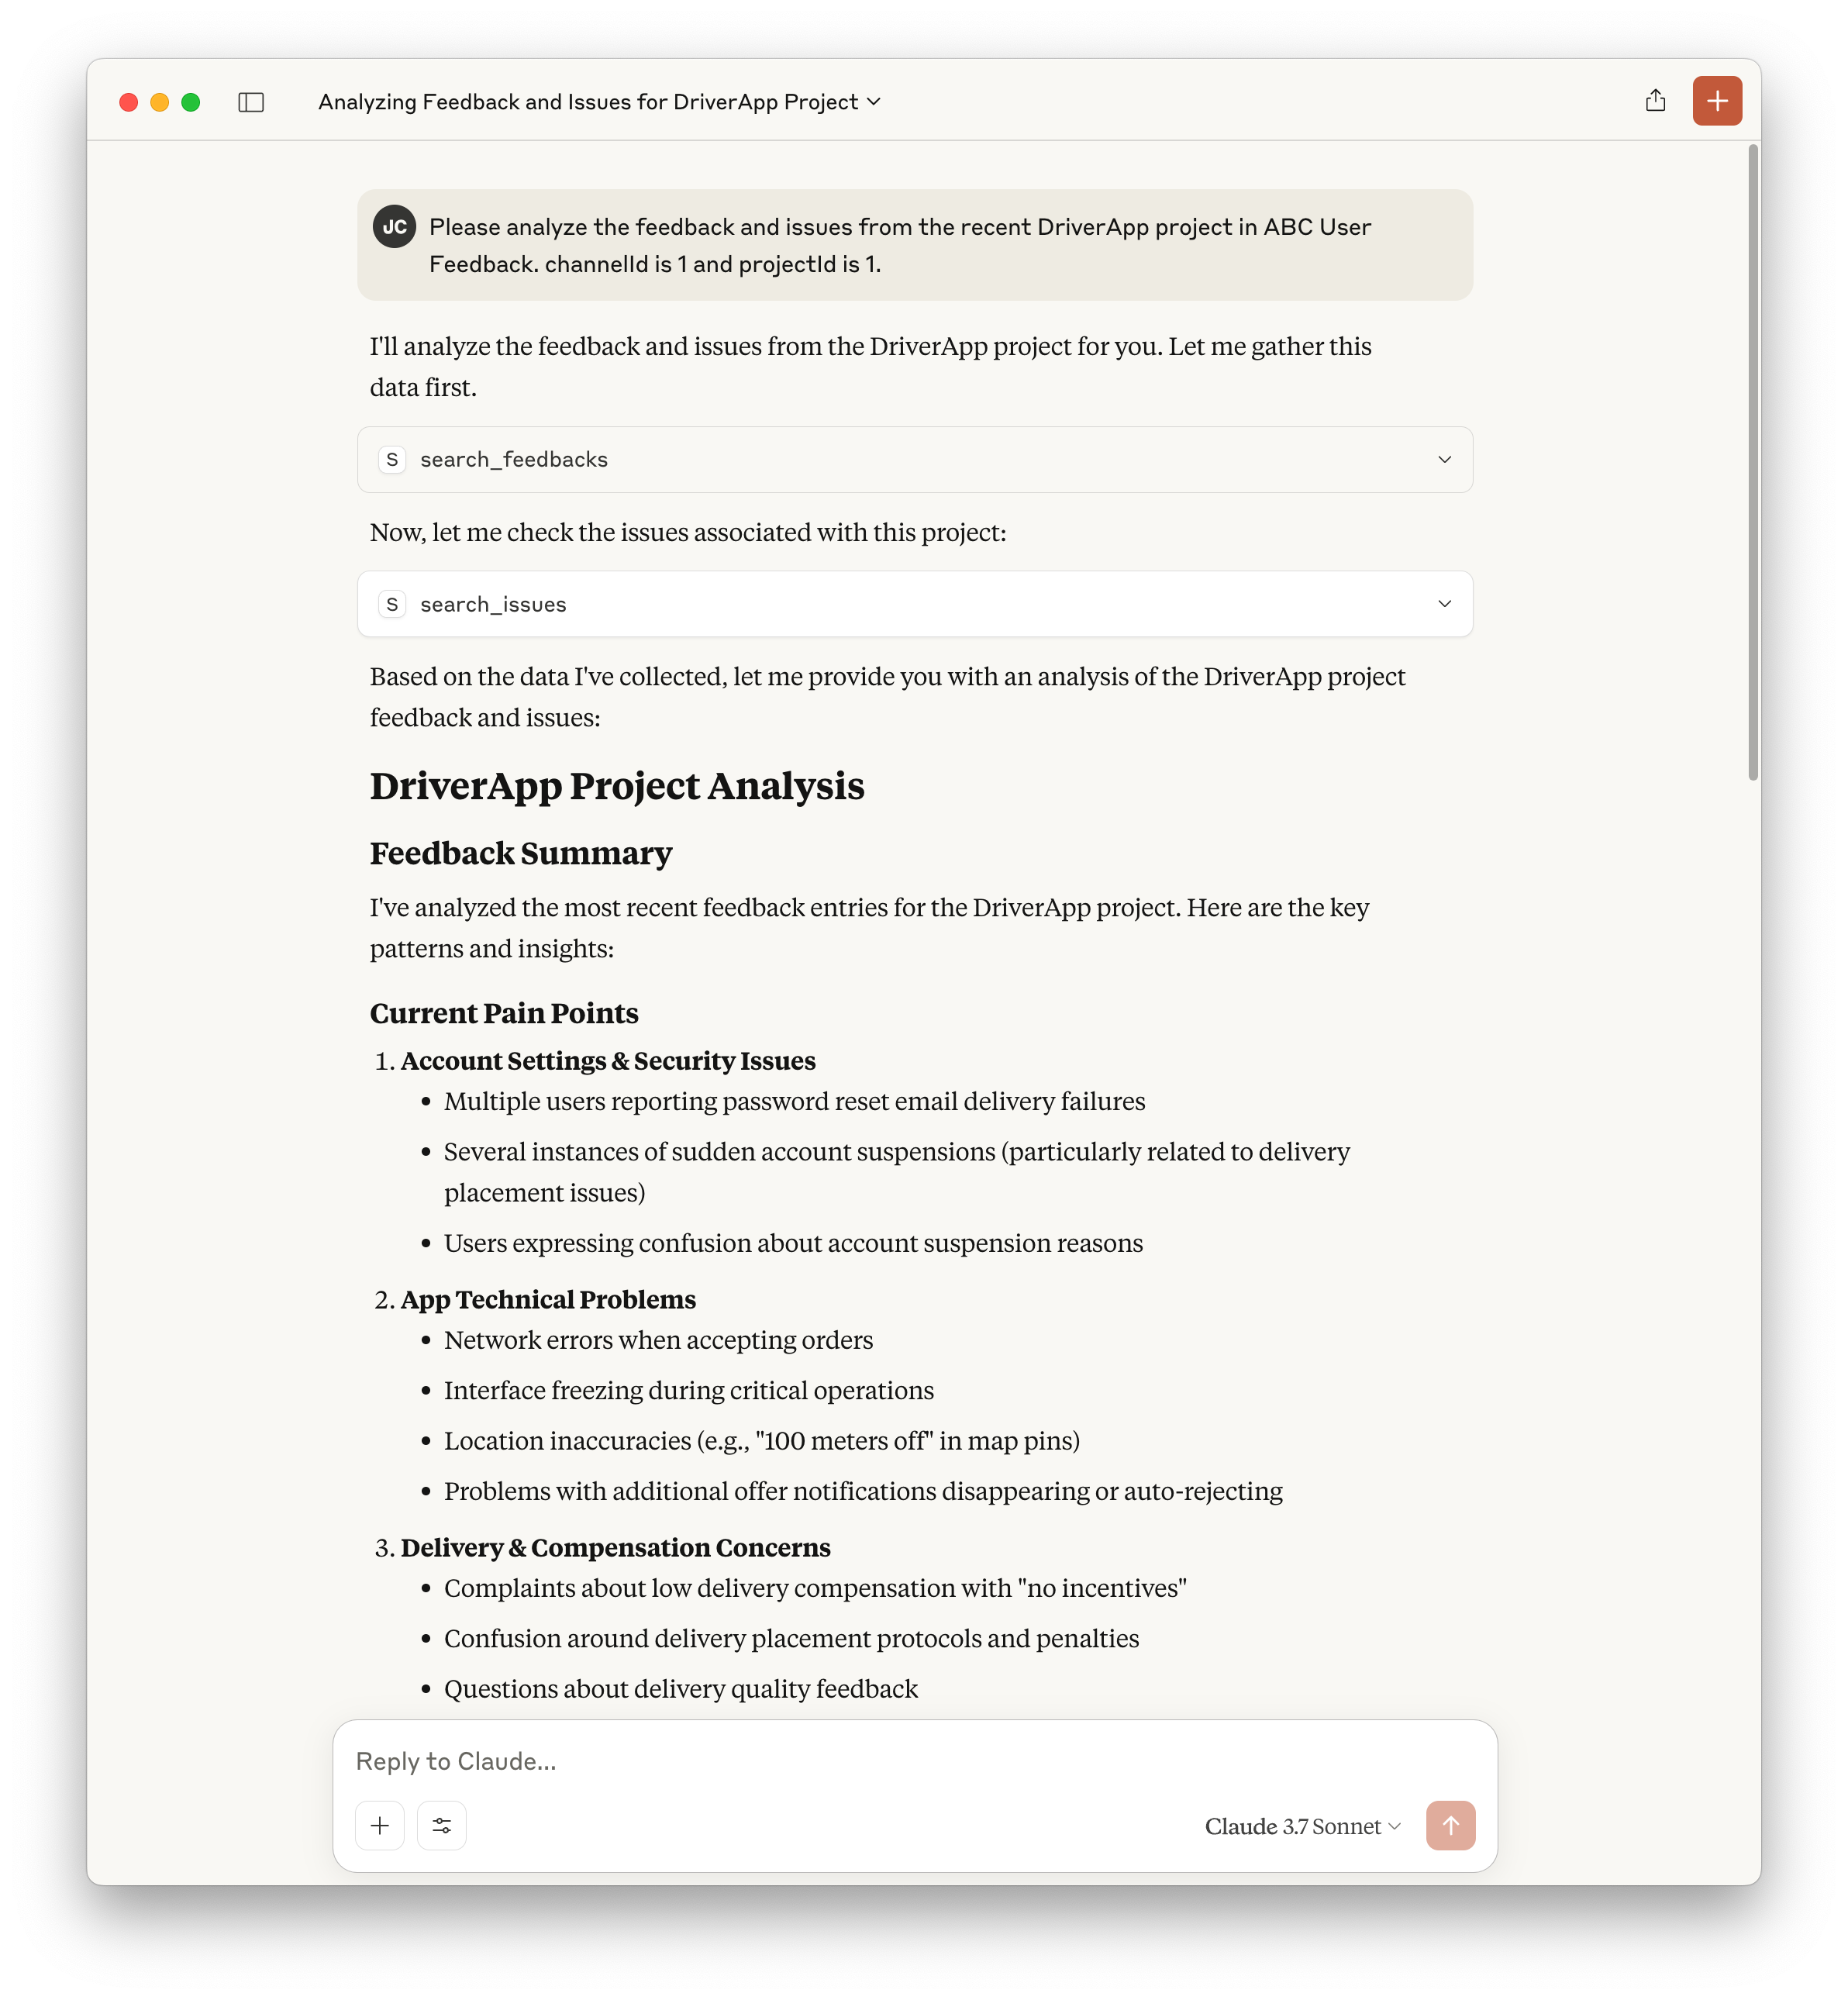 Analyzing Feedback and Issues for DriverApp Project
JC
Please analyze the feedback and issues from the recent DriverApp project in ABC User
Feedback. channelId is 1 and projectId is 1.
I'll analyze the feedback and issues from the DriverApp project for you. Let me gather this
data first.
S search_feedbacks
Now, let me check the issues associated with this project:
S search_issues
Based on the data I've collected, let me provide you with an analysis of the DriverApp project
feedback and issues:
DriverApp Project Analysis
Feedback Summary
I've analyzed the most recent feedback entries for the DriverApp project. Here are the key
patterns and insights:
Current Pain Points
1. Account Settings & Security Issues
• Multiple users reporting password reset email delivery failures
• Several instances of sudden account suspensions (particularly related to delivery
placement issues)
• Users expressing confusion about account suspension reasons
2. App Technical Problems
• Network errors when accepting orders
• Interface freezing during critical operations
• Location inaccuracies (e.g., "100 meters off" in map pins)
• Problems with additional offer notifications disappearing or auto-rejecting
3. Delivery & Compensation Concerns
• Complaints about low delivery compensation with "no incentives"
• Confusion around delivery placement protocols and penalties
• Questions about delivery quality feedback
Reply to Claude...
Claude 3.7 Sonnet